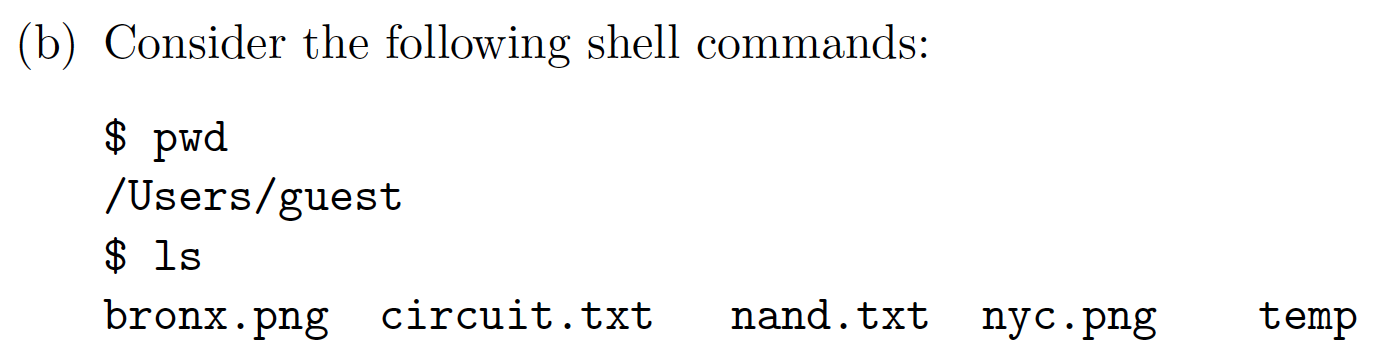 (b) Consider the following shell commands:
$ pwd
/Users/guest
$ ls
bronx.png circuit.txt nand.txt nyc.png temp